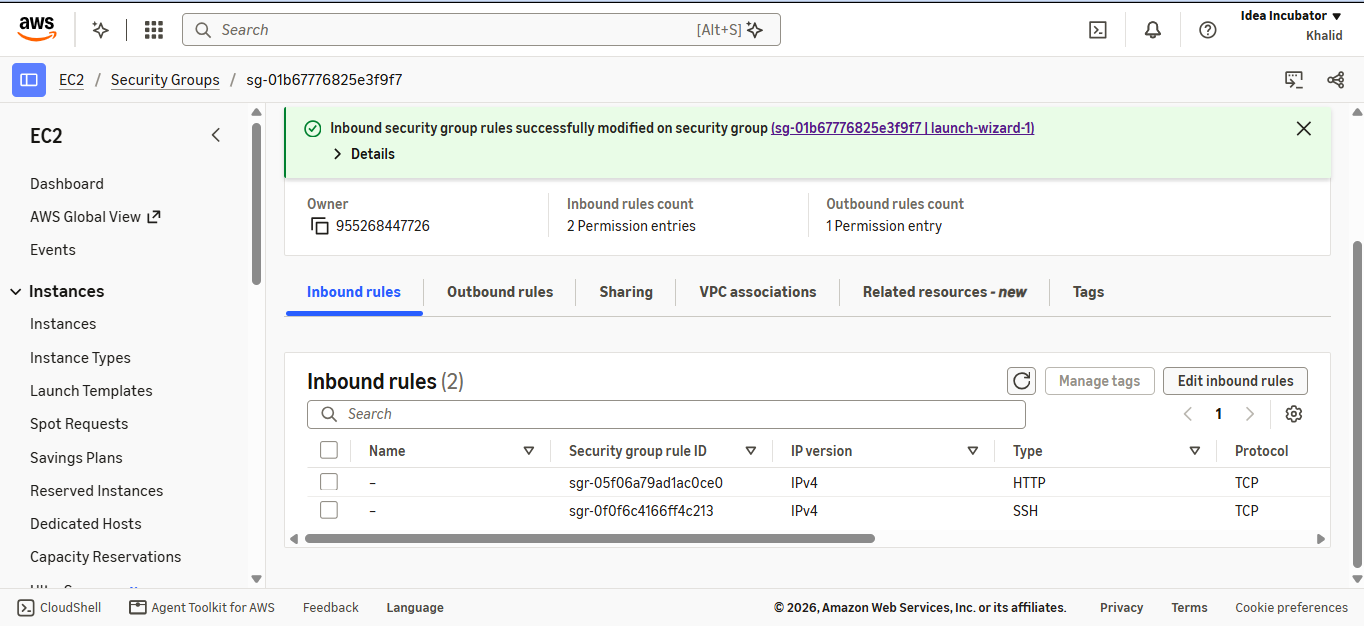 aws
Search [Alt+S]
Idea Incubator ▼
Khalid
EC2 / Security Groups / sg-01b67776825e3f9f7
EC2
Dashboard
AWS Global View
Events
Instances
Instances
Instance Types
Launch Templates
Spot Requests
Savings Plans
Reserved Instances
Dedicated Hosts
Capacity Reservations
Inbound security group rules successfully modified on security group (sg-01b67776825e3f9f7 | launch-wizard-1)
Details
Owner
955268447726
Inbound rules count
2 Permission entries
Outbound rules count
1 Permission entry
Inbound rules Outbound rules Sharing VPC associations Related resources - new Tags
Inbound rules (2)
Manage tags Edit inbound rules
Search
1
Name Security group rule ID IP version Type Protocol
– sgr-05f06a79ad1ac0ce0 IPv4 HTTP TCP
– sgr-0f0f6c4166ff4c213 IPv4 SSH TCP
CloudShell Agent Toolkit for AWS Feedback Language © 2026, Amazon Web Services, Inc. or its affiliates. Privacy Terms Cookie preferences